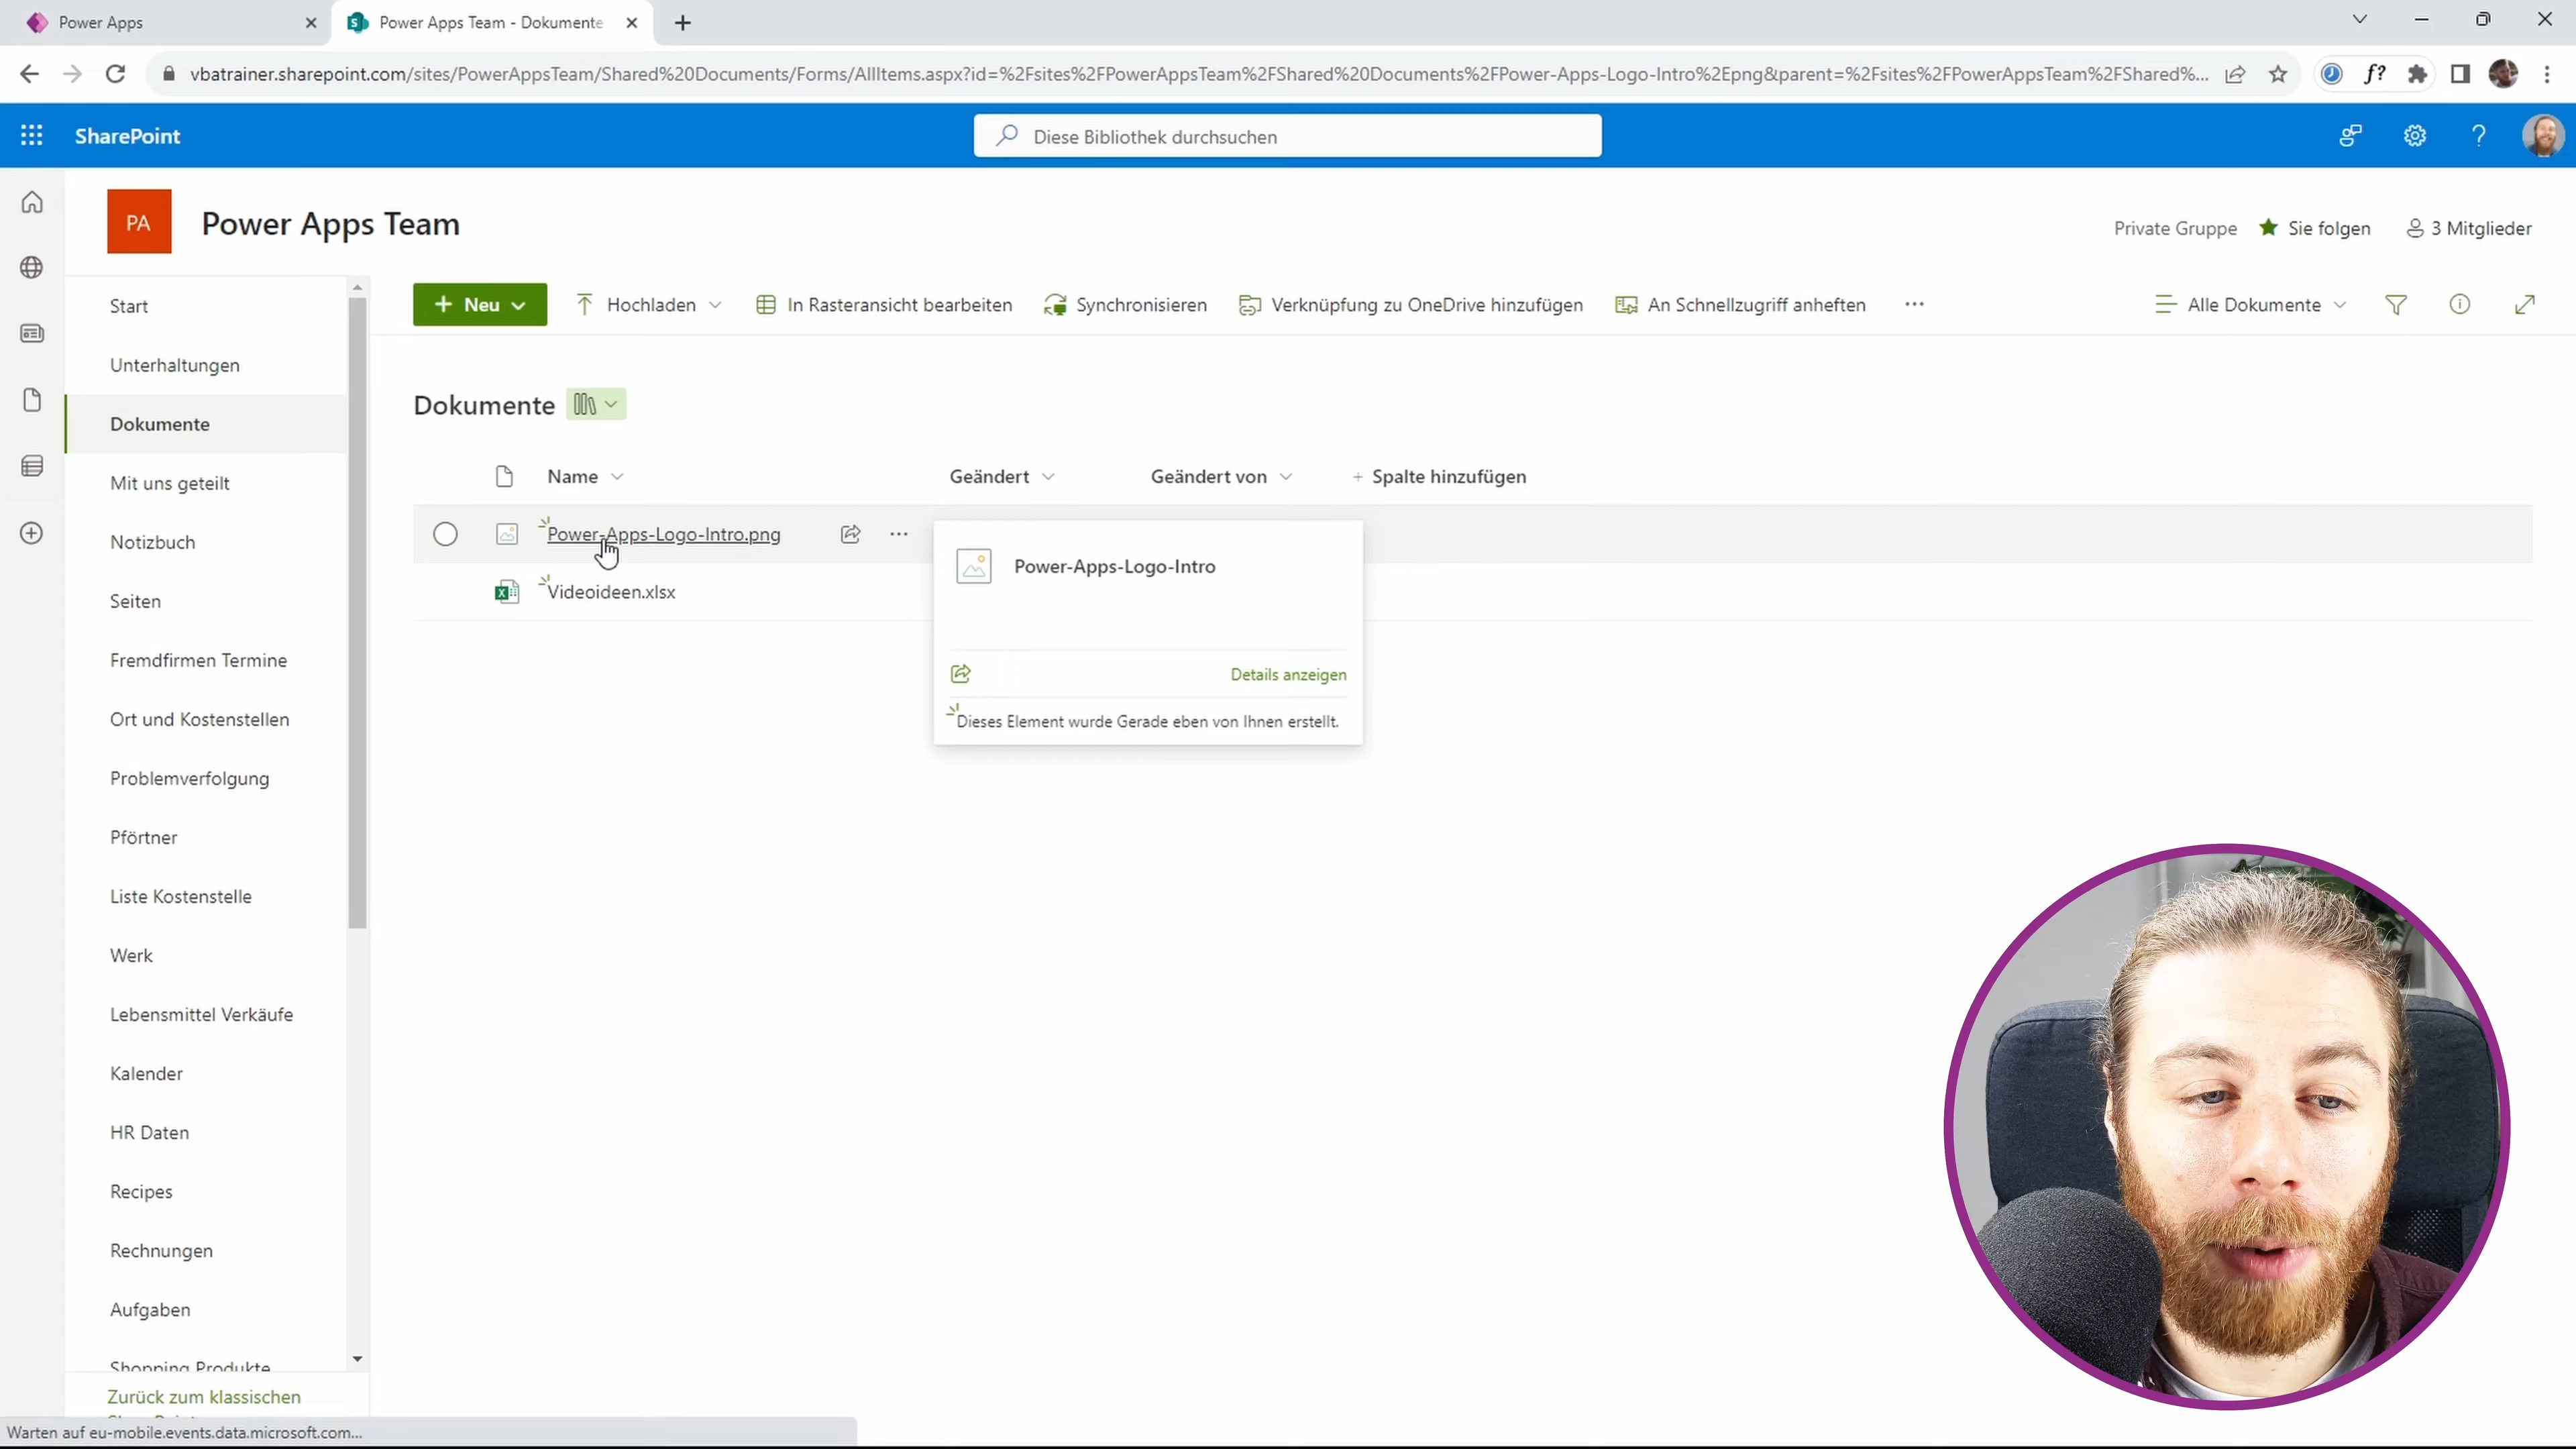 Power Apps
Power Apps Team - Dokumente
vbatrainer.sharepoint.com/sites/PowerAppsTeam/Shared%20Documents/Forms/AllItems.aspx?id=%2Fsites%2FPowerAppsTeam%2FShared%20Documents%2FPower-Apps-Logo-Intro%2Epng&parent=%2Fsites%2FPowerAppsTeam%2FShared%...
f?
SharePoint
Diese Bibliothek durchsuchen
PA
Power Apps Team
Private Gruppe
Sie folgen
3 Mitglieder
Start
Unterhaltungen
Dokumente
Mit uns geteilt
Notizbuch
Seiten
Fremdfirmen Termine
Ort und Kostenstellen
Problemverfolgung
Pförtner
Liste Kostenstelle
Werk
Lebensmittel Verkäufe
Kalender
HR Daten
Recipes
Rechnungen
Aufgaben
Shopping Produkte
Zurück zum klassischen
Neu
Hochladen
In Rasteransicht bearbeiten
Synchronisieren
Verknüpfung zu OneDrive hinzufügen
An Schnellzugriff anheften
Alle Dokumente
Dokumente
Name
Geändert
Geändert von
Spalte hinzufügen
Power-Apps-Logo-Intro.png
Videoideen.xlsx
Power-Apps-Logo-Intro
Details anzeigen
Dieses Element wurde Gerade eben von Ihnen erstellt.
Warten auf eu-mobile.events.data.microsoft.com...